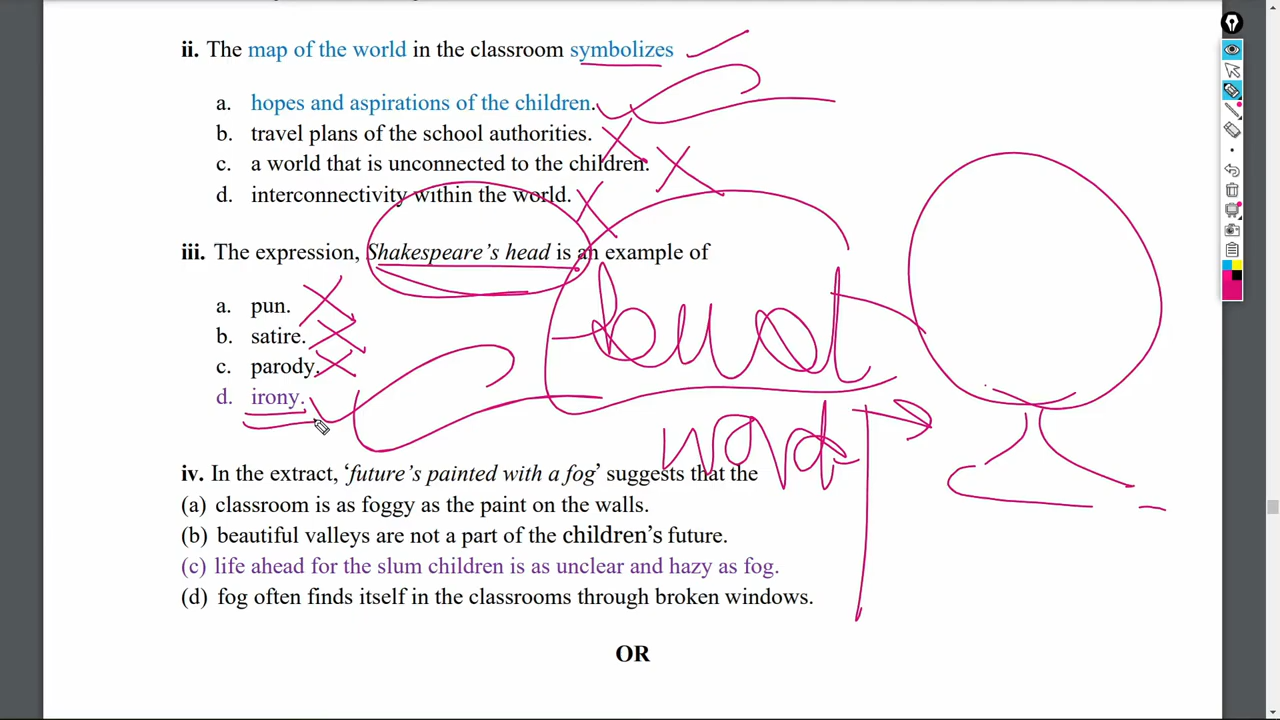 ii. The map of the world in the classroom symbolizes
a. hopes and aspirations of the children.
b. travel plans of the school authorities.
c. a world that is unconnected to the children.
d. interconnectivity within the world.
iii. The expression, Shakespeare's head is an example of
a. pun.
b. satire.
c. parody.
d. irony.
bust
words
iv. In the extract, 'future's painted with a fog' suggests that the
(a) classroom is as foggy as the paint on the walls.
(b) beautiful valleys are not a part of the children's future.
(c) life ahead for the slum children is as unclear and hazy as fog.
(d) fog often finds itself in the classrooms through broken windows.
OR